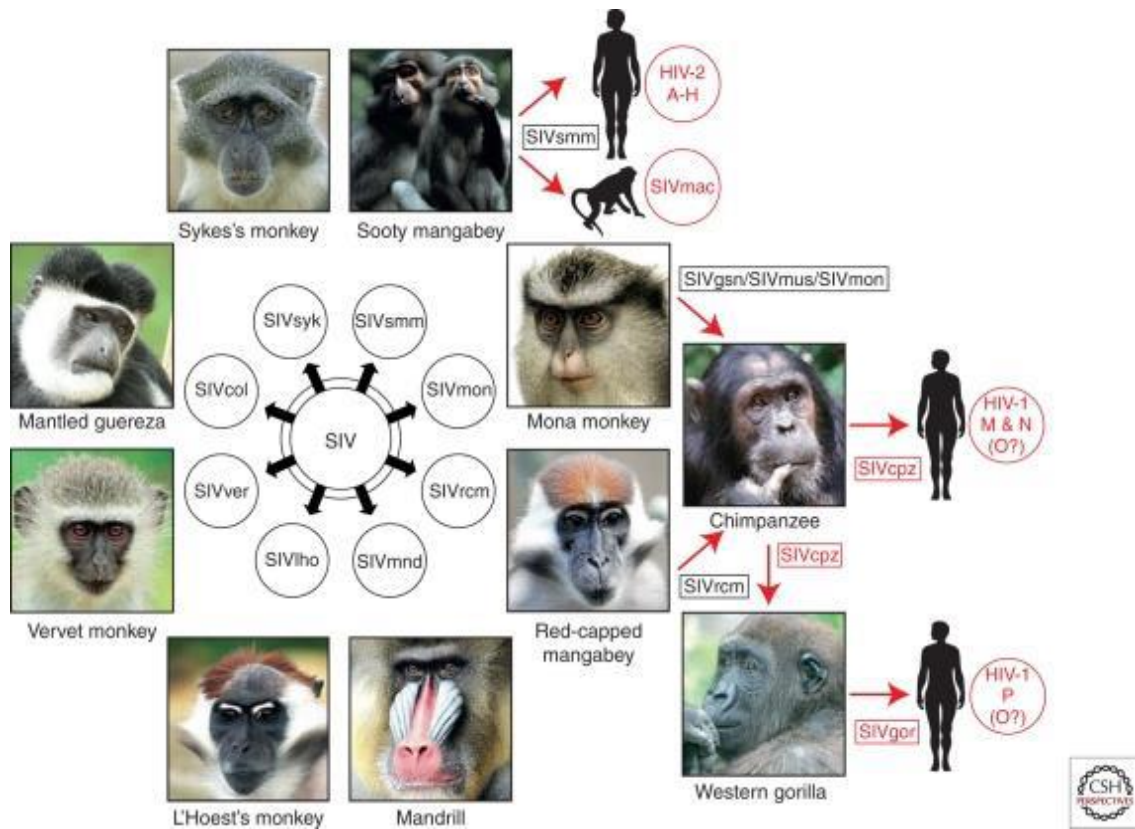 HIV-2
A-H
SIVsmm
SIVmac
Sykes's monkey
Sooty mangabey
SIVgsn/SIVmus/SIVmon
SIVsyk
SIVsmm
SIVcol
SIVmon
Mantled guereza
Mona monkey
SIV
HIV-1
M & N
(O?)
SIVcpz
SIVver
SIVrcm
Chimpanzee
SIVcpz
SIVlho
SIVmnd
SIVrcm
Vervet monkey
Red-capped
mangabey
HIV-1
P
(O?)
SIVgor
L'Hoest's monkey
Mandrill
Western gorilla
CSH
PERSPECTIVES